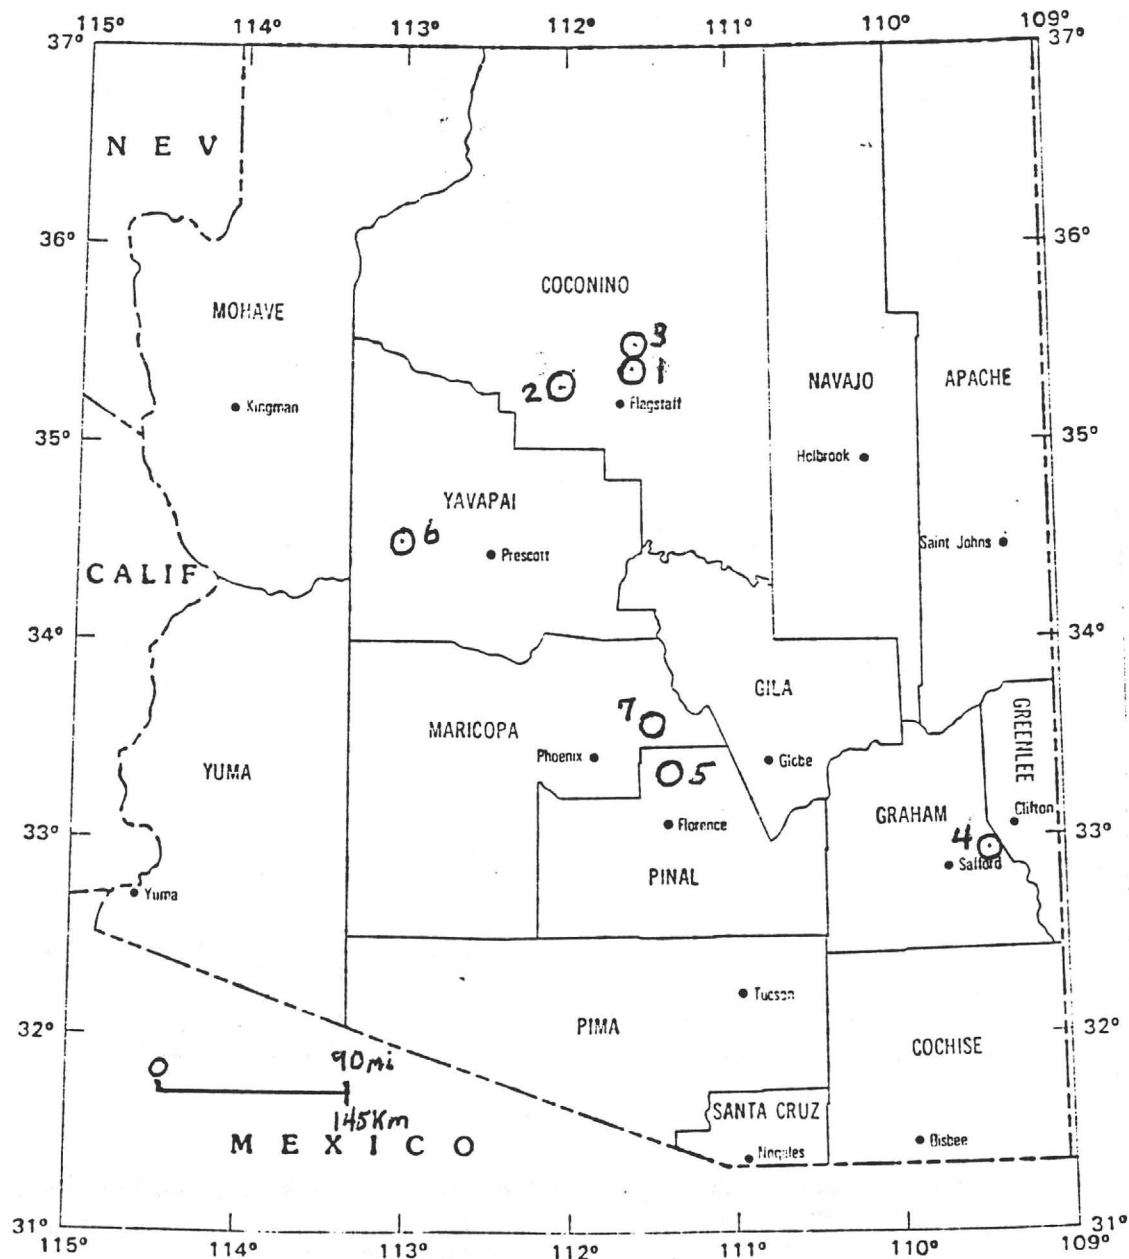 115° 114° 113° 112° 111° 110° 109°
37° 37°
N E V
36° 36°
COCONINO
MOHAVE
3
1
2
NAVAJO APACHE
Kingman Flagstaff
35° 35°
Holbrook
YAVAPAI
6
Prescott
Saint Johns
CALIF
34° 34°
GILA
7
MARICOPA
GREENLEE
Phoenix Globe
YUMA
5
Clifton
GRAHAM
33° Florence 33°
4
Safford
PINAL
Yuma
Tucson
32° PIMA 32°
COCHISE
0 90mi
145Km
SANTA CRUZ
M E X I C O
Bisbee
Nogales
31° 31°
115° 114° 113° 112° 111° 110° 109°